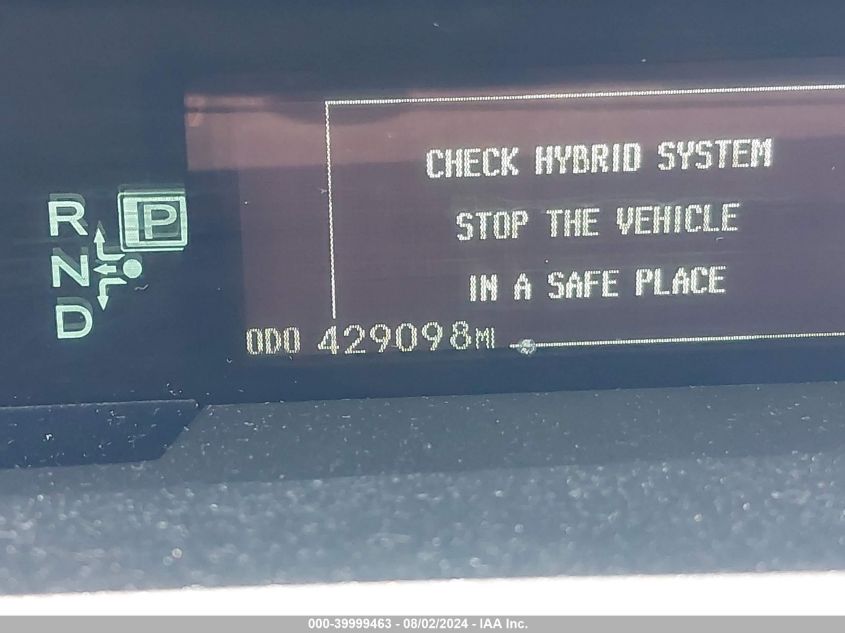 CHECK HYBRID SYSTEM
STOP THE VEHICLE
IN A SAFE PLACE
R P
N
D
ODO 429098MI
000-39999463 - 08/02/2024 - IAA Inc.